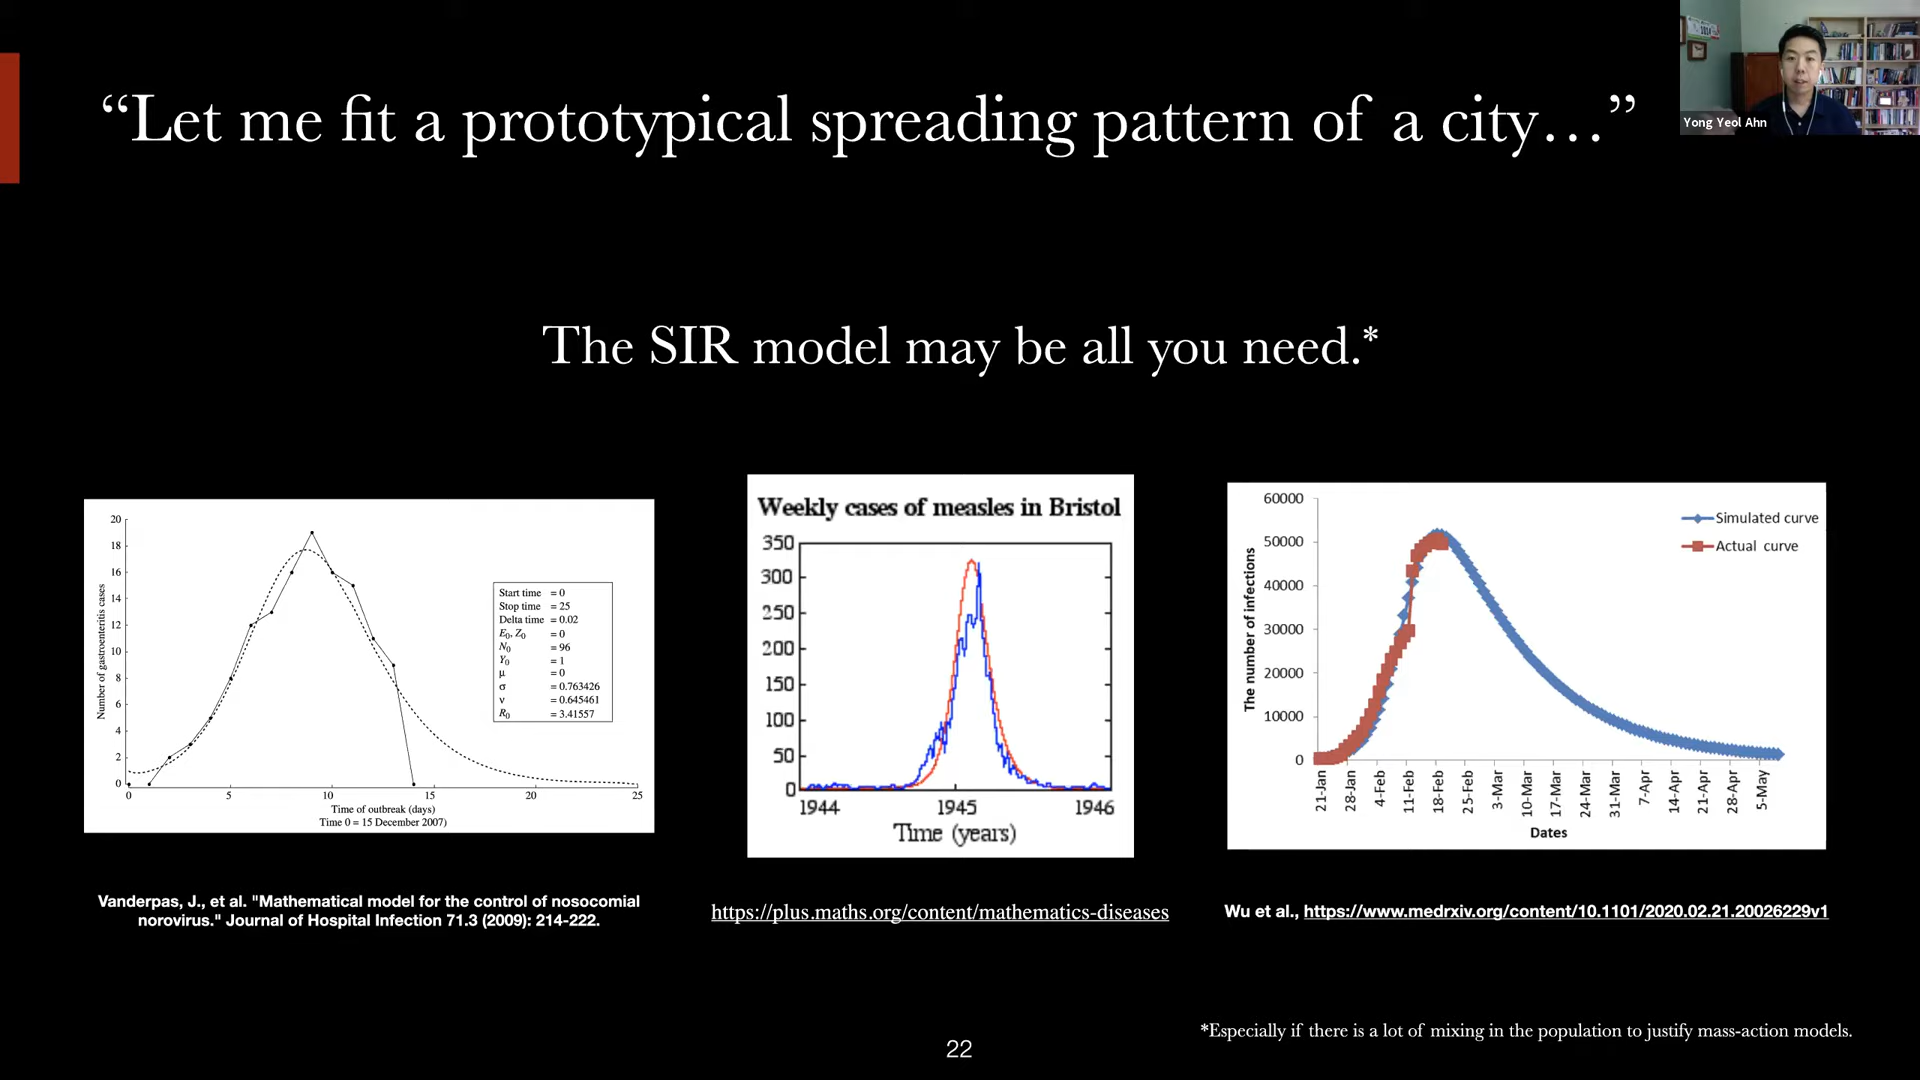 “Let me fit a prototypical spreading pattern of a city…”
Yong Yeol Ahn
The SIR model may be all you need.*
Number of gastroenteritis cases
20
18
16
14
12
10
8
6
4
2
0
0 5 10 15 20 25
Time of outbreak (days)
Time 0 = 15 December 2007)
Start time = 0
Stop time = 25
Delta time = 0.02
E0, Z0 = 0
N0 = 96
Y0 = 1
μ = 0
σ = 0.763426
ν = 0.645461
R0 = 3.41557
Vanderpas, J., et al. "Mathematical model for the control of nosocomial
norovirus." Journal of Hospital Infection 71.3 (2009): 214-222.
Weekly cases of measles in Bristol
350
300
250
200
150
100
50
0
1944 1945 1946
Time (years)
https://plus.maths.org/content/mathematics-diseases
The number of infections
60000
50000
40000
30000
20000
10000
0
Simulated curve
Actual curve
21-Jan 28-Jan 4-Feb 11-Feb 18-Feb 25-Feb 3-Mar 10-Mar 17-Mar 24-Mar 31-Mar 7-Apr 14-Apr 21-Apr 28-Apr 5-May
Dates
Wu et al., https://www.medrxiv.org/content/10.1101/2020.02.21.20026229v1
*Especially if there is a lot of mixing in the population to justify mass-action models.
22